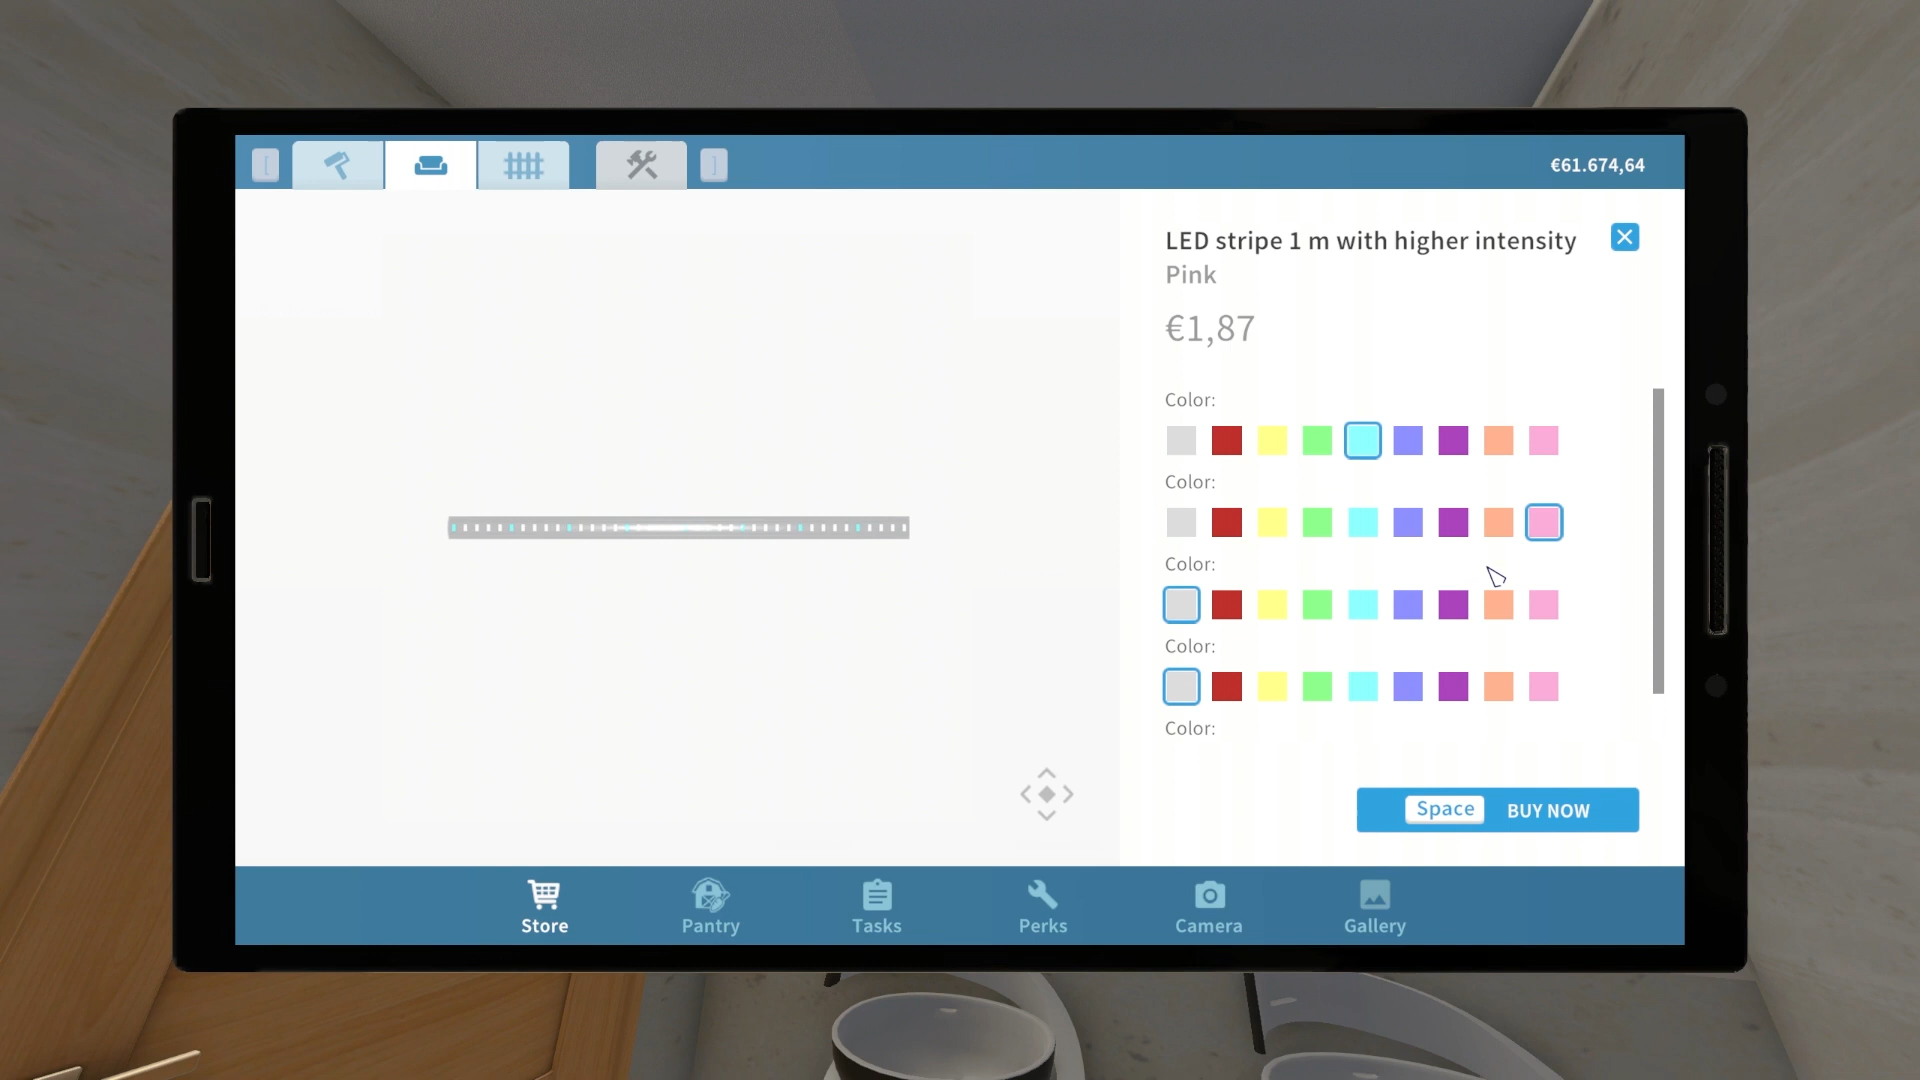 [
]
€61.674,64
LED stripe 1 m with higher intensity
Pink
€1,87
Color:
Color:
Color:
Color:
Color:
Space BUY NOW
Store
Pantry
Tasks
Perks
Camera
Gallery